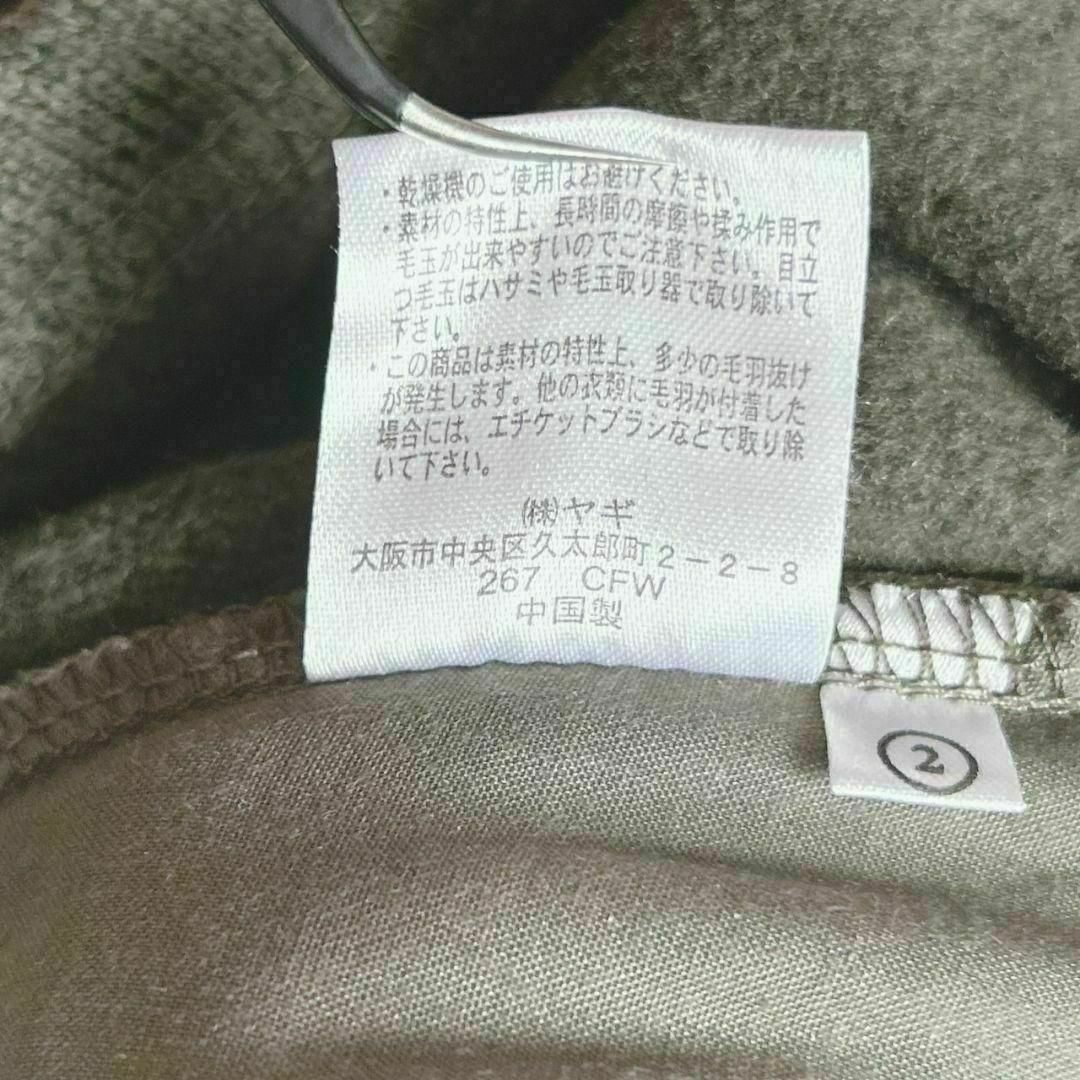 ・乾燥機のご使用はお避けください。
・素材の特性上、長時間の摩擦や揉み作用で
毛玉が出来やすいのでご注意下さい。目立
つ毛玉はハサミや毛玉取り器で取り除いて
下さい。
・この商品は素材の特性上、多少の毛羽抜け
が発生します。他の衣類に毛羽が付着した
場合には、エチケットブラシなどで取り除
いて下さい。
㈱ヤギ
大阪市中央区久太郎町2-2-8
267 CFW
中国製
②